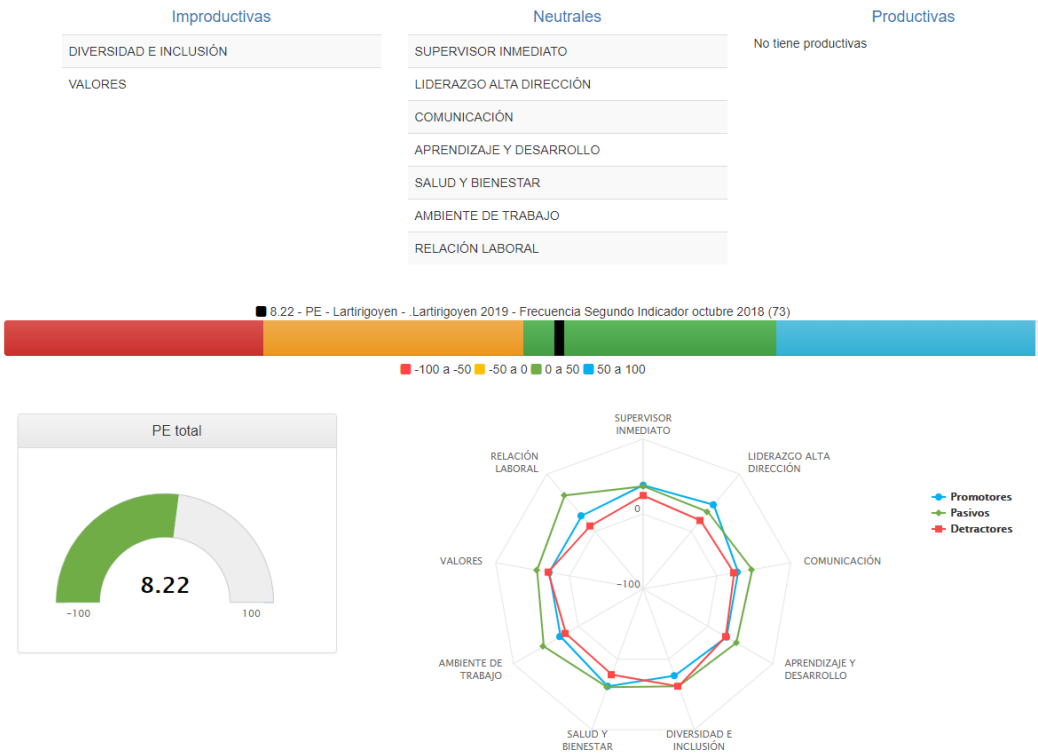 Improductivas
Neutrales
Productivas
DIVERSIDAD E INCLUSIÓN
VALORES
SUPERVISOR INMEDIATO
LIDERAZGO ALTA DIRECCIÓN
COMUNICACIÓN
APRENDIZAJE Y DESARROLLO
SALUD Y BIENESTAR
AMBIENTE DE TRABAJO
RELACIÓN LABORAL
No tiene productivas
8.22 - PE - Lartirigoyen - .Lartirigoyen 2019 - Frecuencia Segundo Indicador octubre 2018 (73)
-100 a -50 -50 a 0 0 a 50 50 a 100
PE total
8.22
-100
100
SUPERVISOR
INMEDIATO
LIDERAZGO ALTA
DIRECCIÓN
COMUNICACIÓN
APRENDIZAJE Y
DESARROLLO
DIVERSIDAD E
INCLUSIÓN
SALUD Y
BIENESTAR
AMBIENTE DE
TRABAJO
VALORES
RELACIÓN
LABORAL
0
-100
Promotores
Pasivos
Detractores